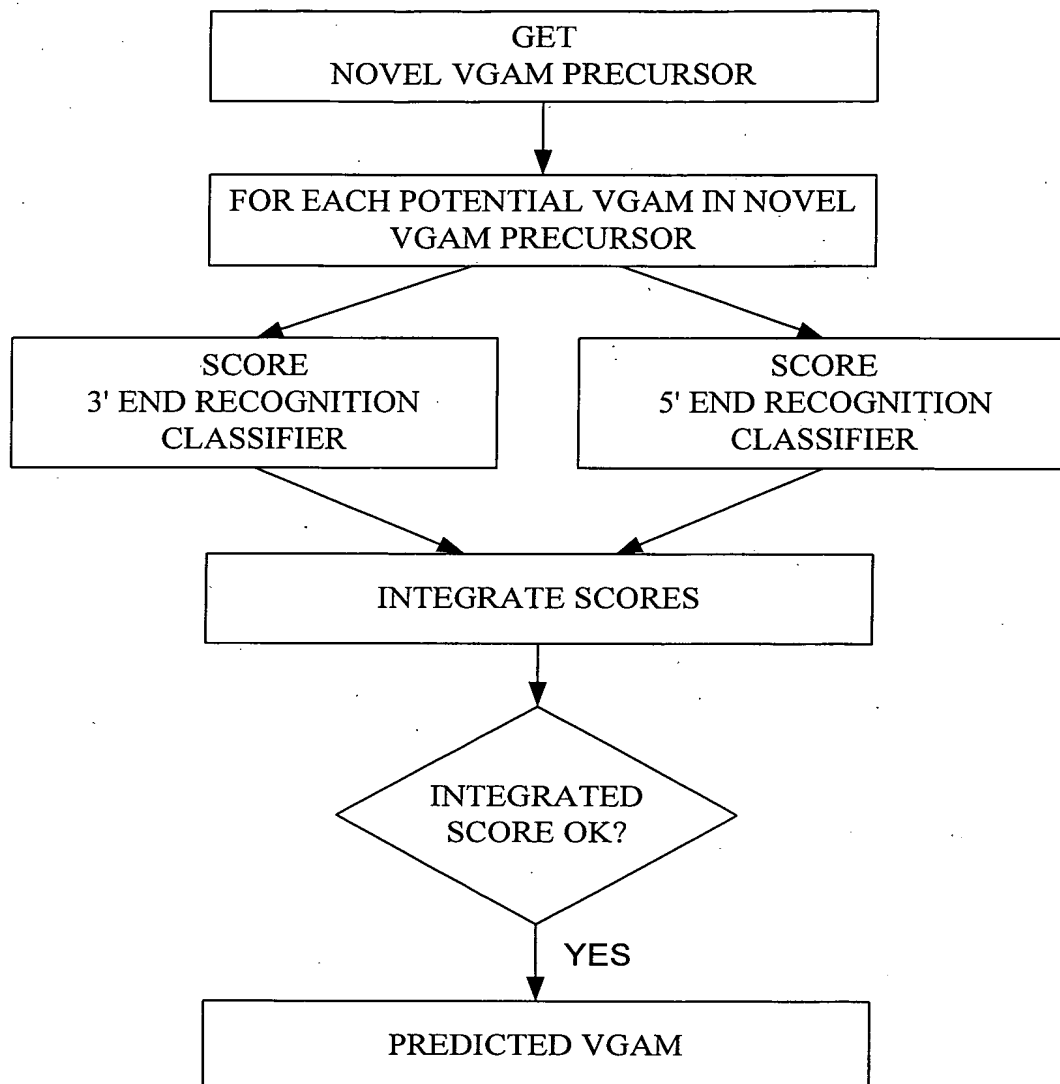 GET
NOVEL VGAM PRECURSOR
FOR EACH POTENTIAL VGAM IN NOVEL
VGAM PRECURSOR
SCORE
3' END RECOGNITION
CLASSIFIER
SCORE
5' END RECOGNITION
CLASSIFIER
INTEGRATE SCORES
INTEGRATED
SCORE OK?
YES
PREDICTED VGAM